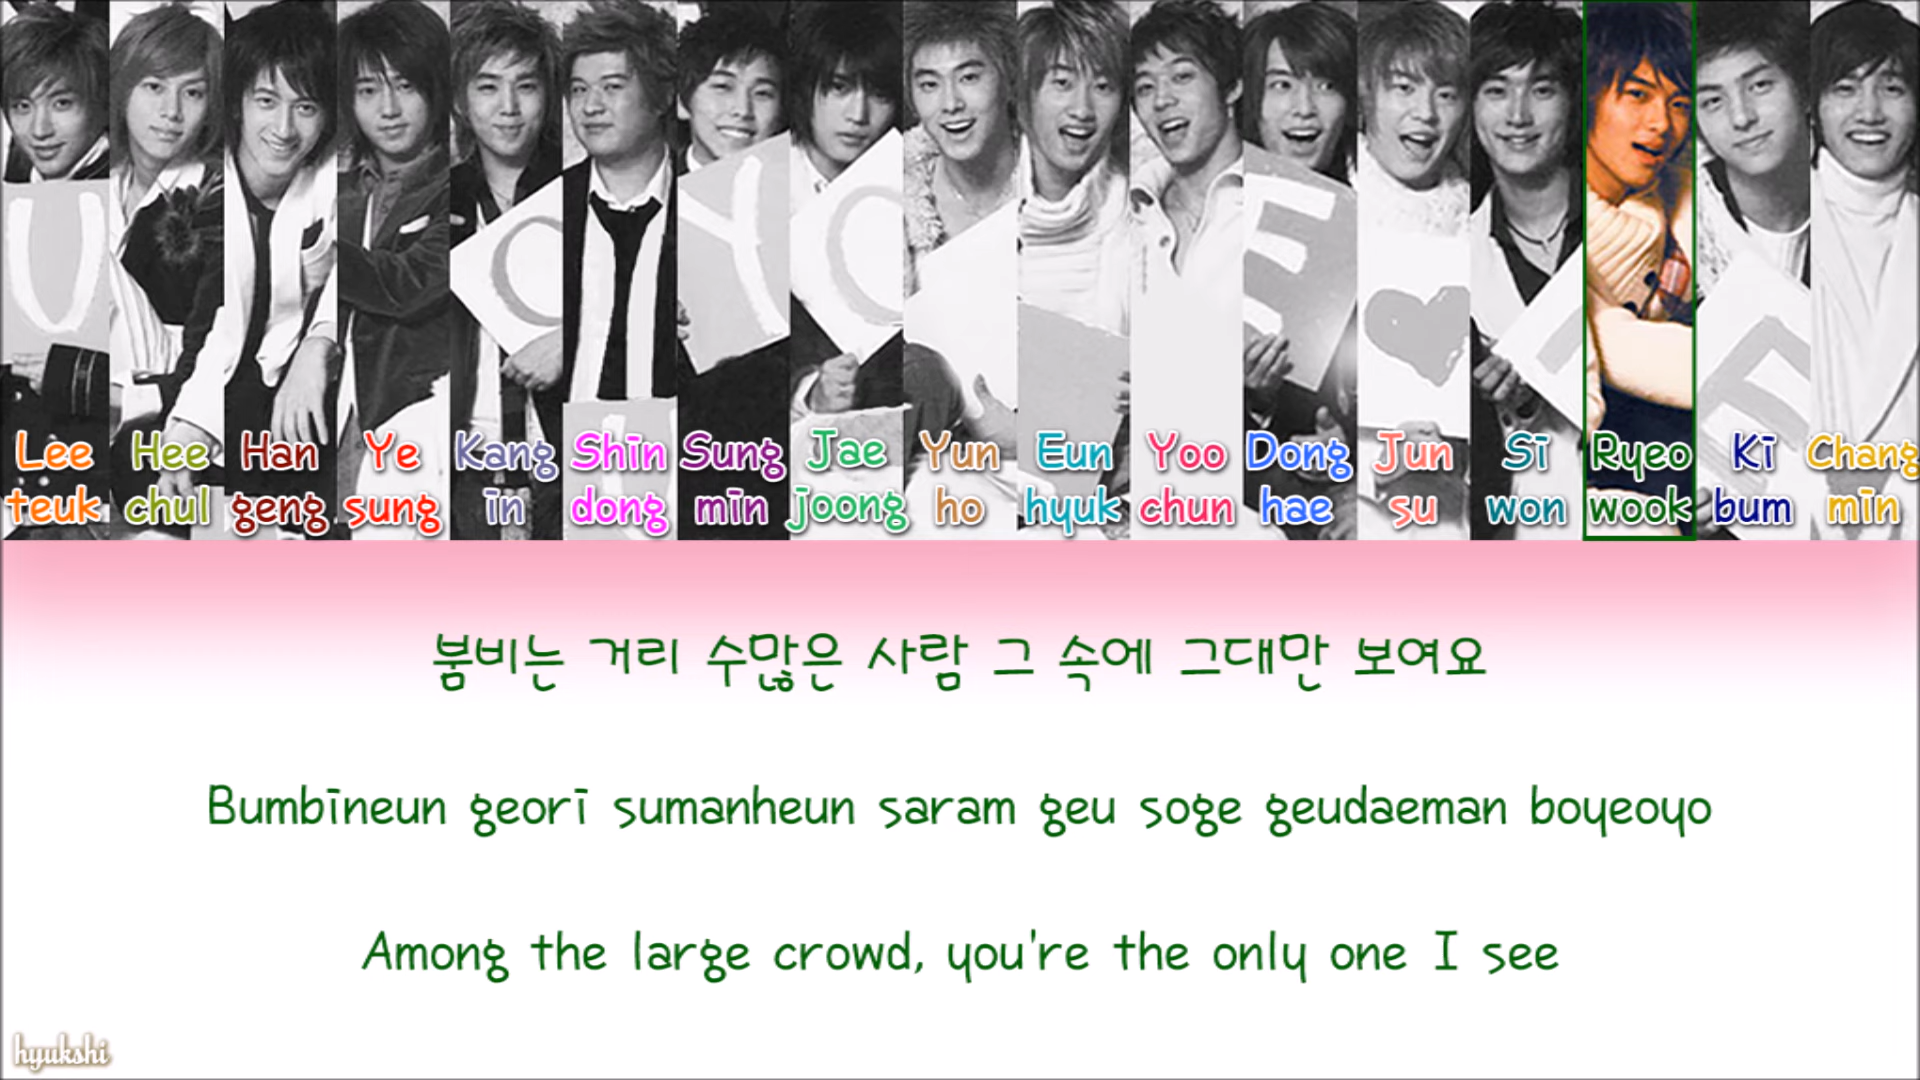 Lee Hee Han Ye Kang Shin Sung Jae Yun Eun Yoo Dong Jun Si Ryeo Ki Chang
teuk chul geng sung in dong min joong ho hyuk chun hae su won wook bum min
붐비는 거리 수많은 사람 그 속에 그대만 보여요
Bumbineun geori sumanheun saram geu soge geudaeman boyeoyo
Among the large crowd, you're the only one I see
hyukshi